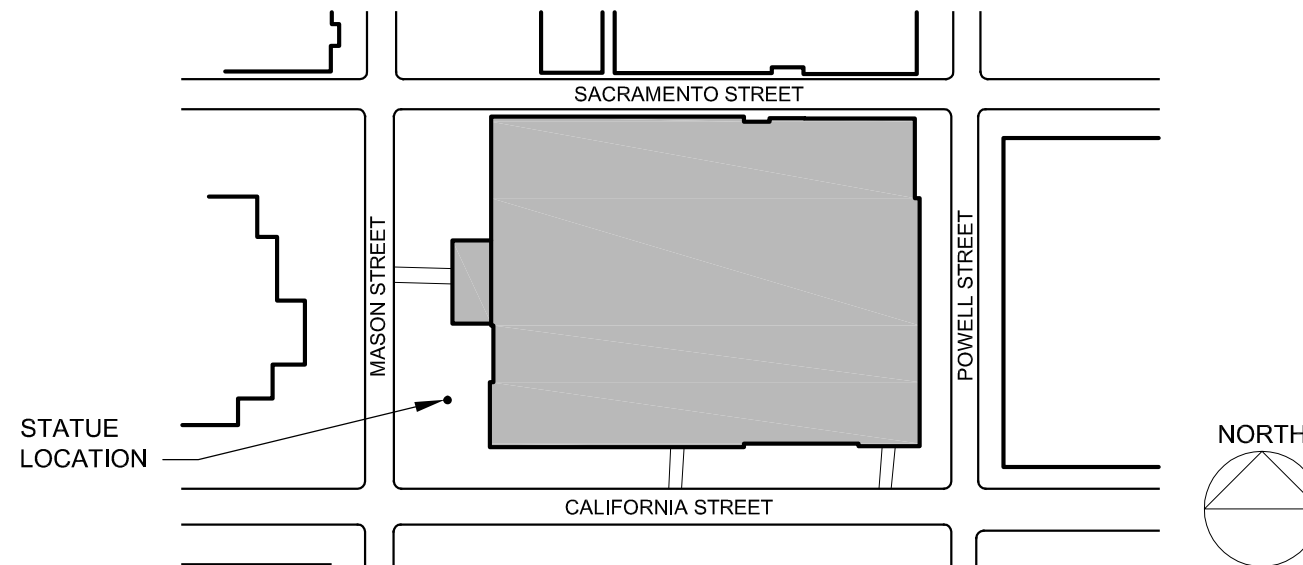 SACRAMENTO STREET
MASON STREET
POWELL STREET
STATUE
LOCATION
NORTH
CALIFORNIA STREET